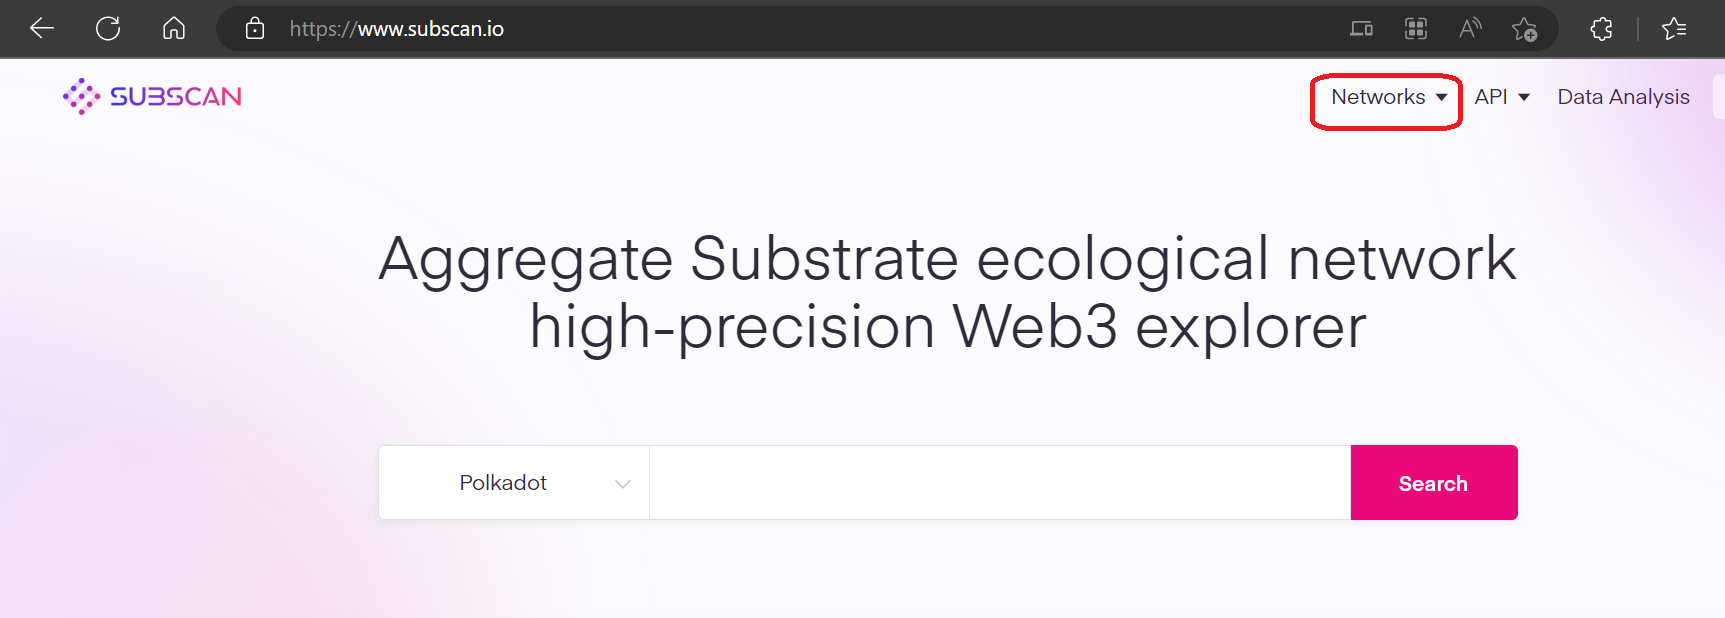 https://www.subscan.io
SUBSCAN
Networks API Data Analysis
Aggregate Substrate ecological network
high-precision Web3 explorer
Polkadot Search